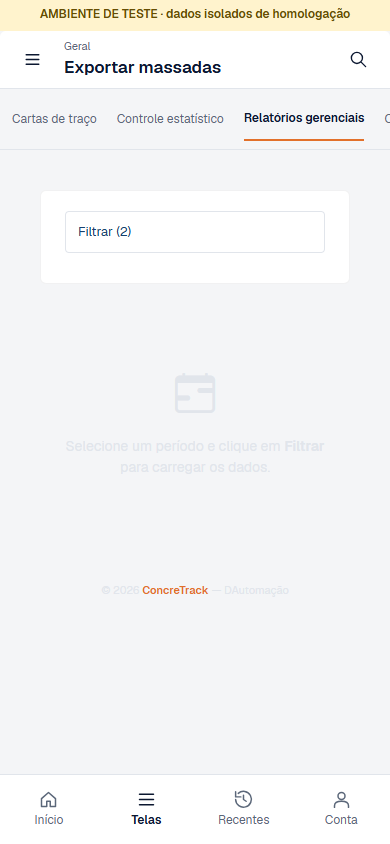 AMBIENTE DE TESTE · dados isolados de homologação
Geral
Exportar massadas
Cartas de traço
Controle estatístico
Relatórios gerenciais
Filtrar (2)
Selecione um período e clique em Filtrar
para carregar os dados.
© 2026 ConcreTrack — DAutomação
Início
Telas
Recentes
Conta